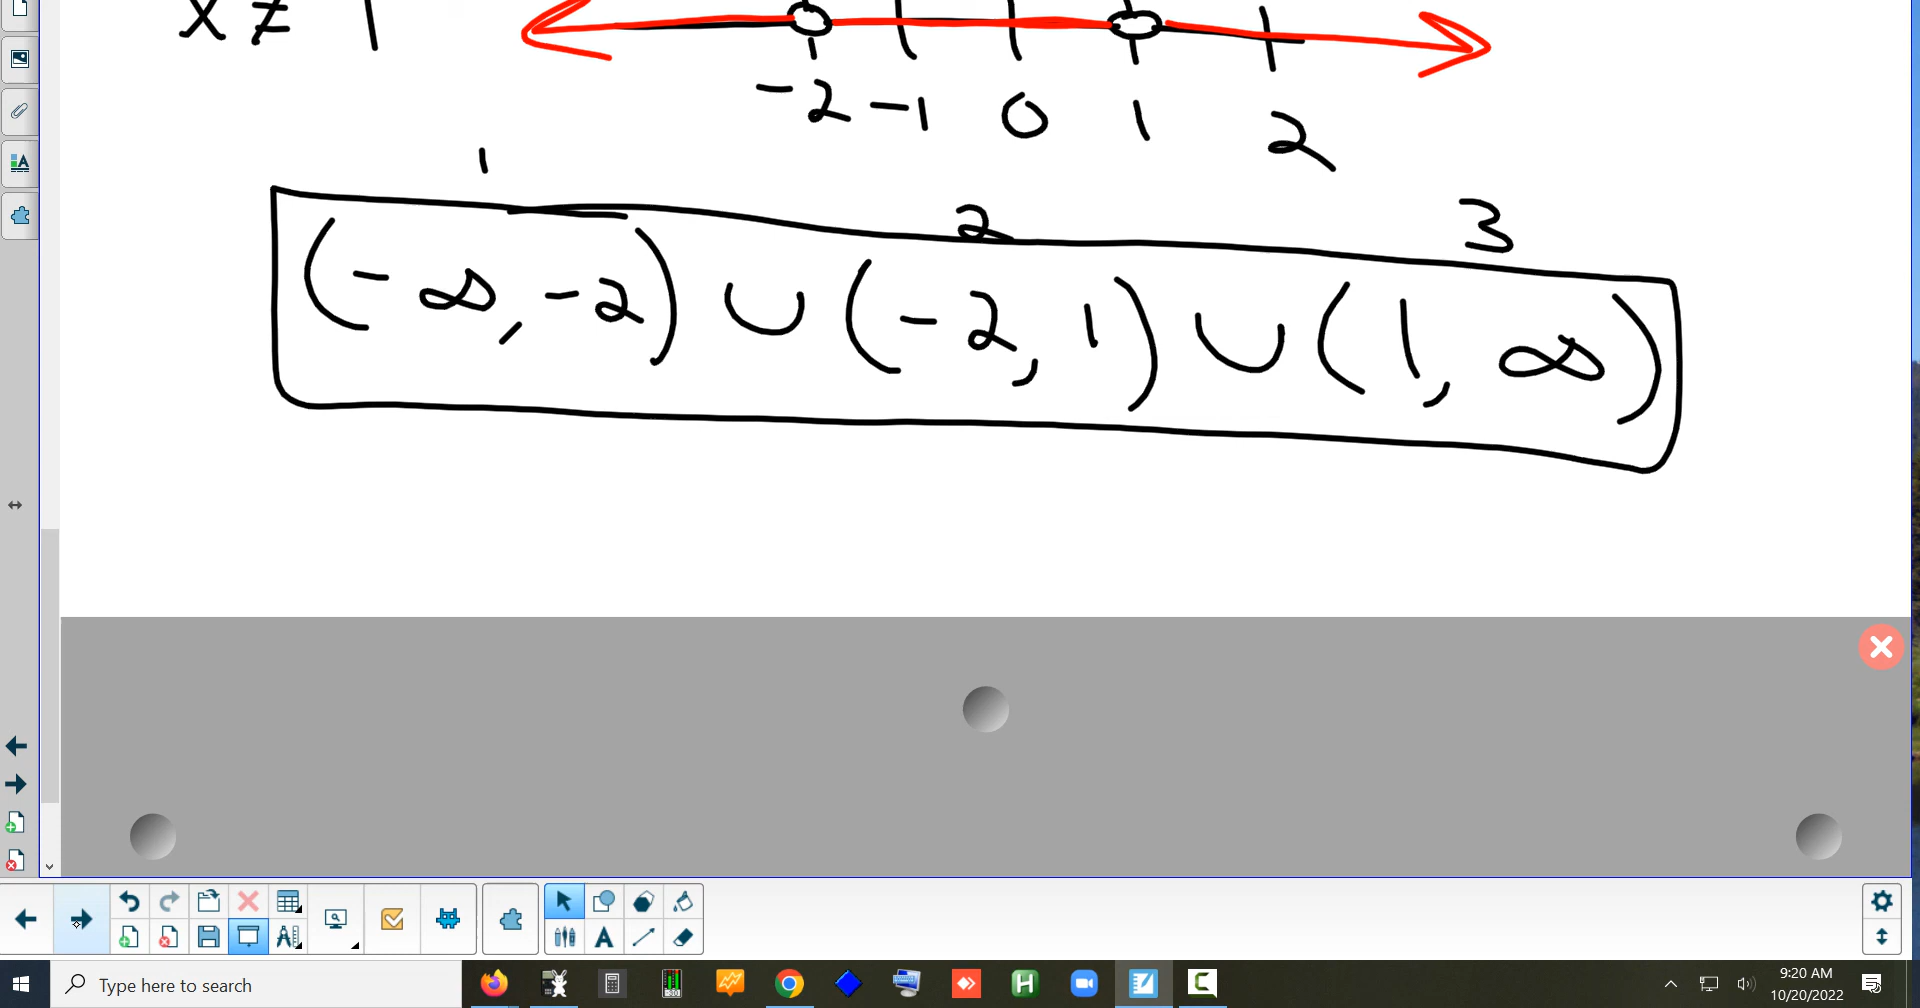 x ≠ 1
-2 -1 0 1 2
1 2 3
(-∞, -2) ∪ (-2, 1) ∪ (1, ∞)
A
A
Type here to search
H
C
9:20 AM
10/20/2022